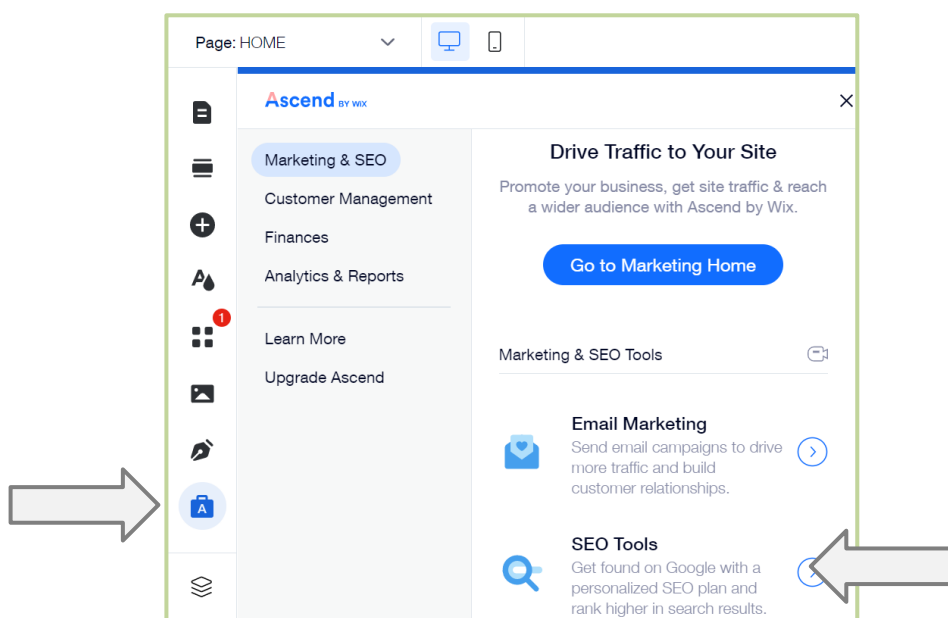 Page: HOME
Ascend BY WIX
Marketing & SEO
Customer Management
Finances
Analytics & Reports
Learn More
Upgrade Ascend
Drive Traffic to Your Site
Promote your business, get site traffic & reach
a wider audience with Ascend by Wix.
Go to Marketing Home
Marketing & SEO Tools
Email Marketing
Send email campaigns to drive
more traffic and build
customer relationships.
SEO Tools
Get found on Google with a
personalized SEO plan and
rank higher in search results.
1
A